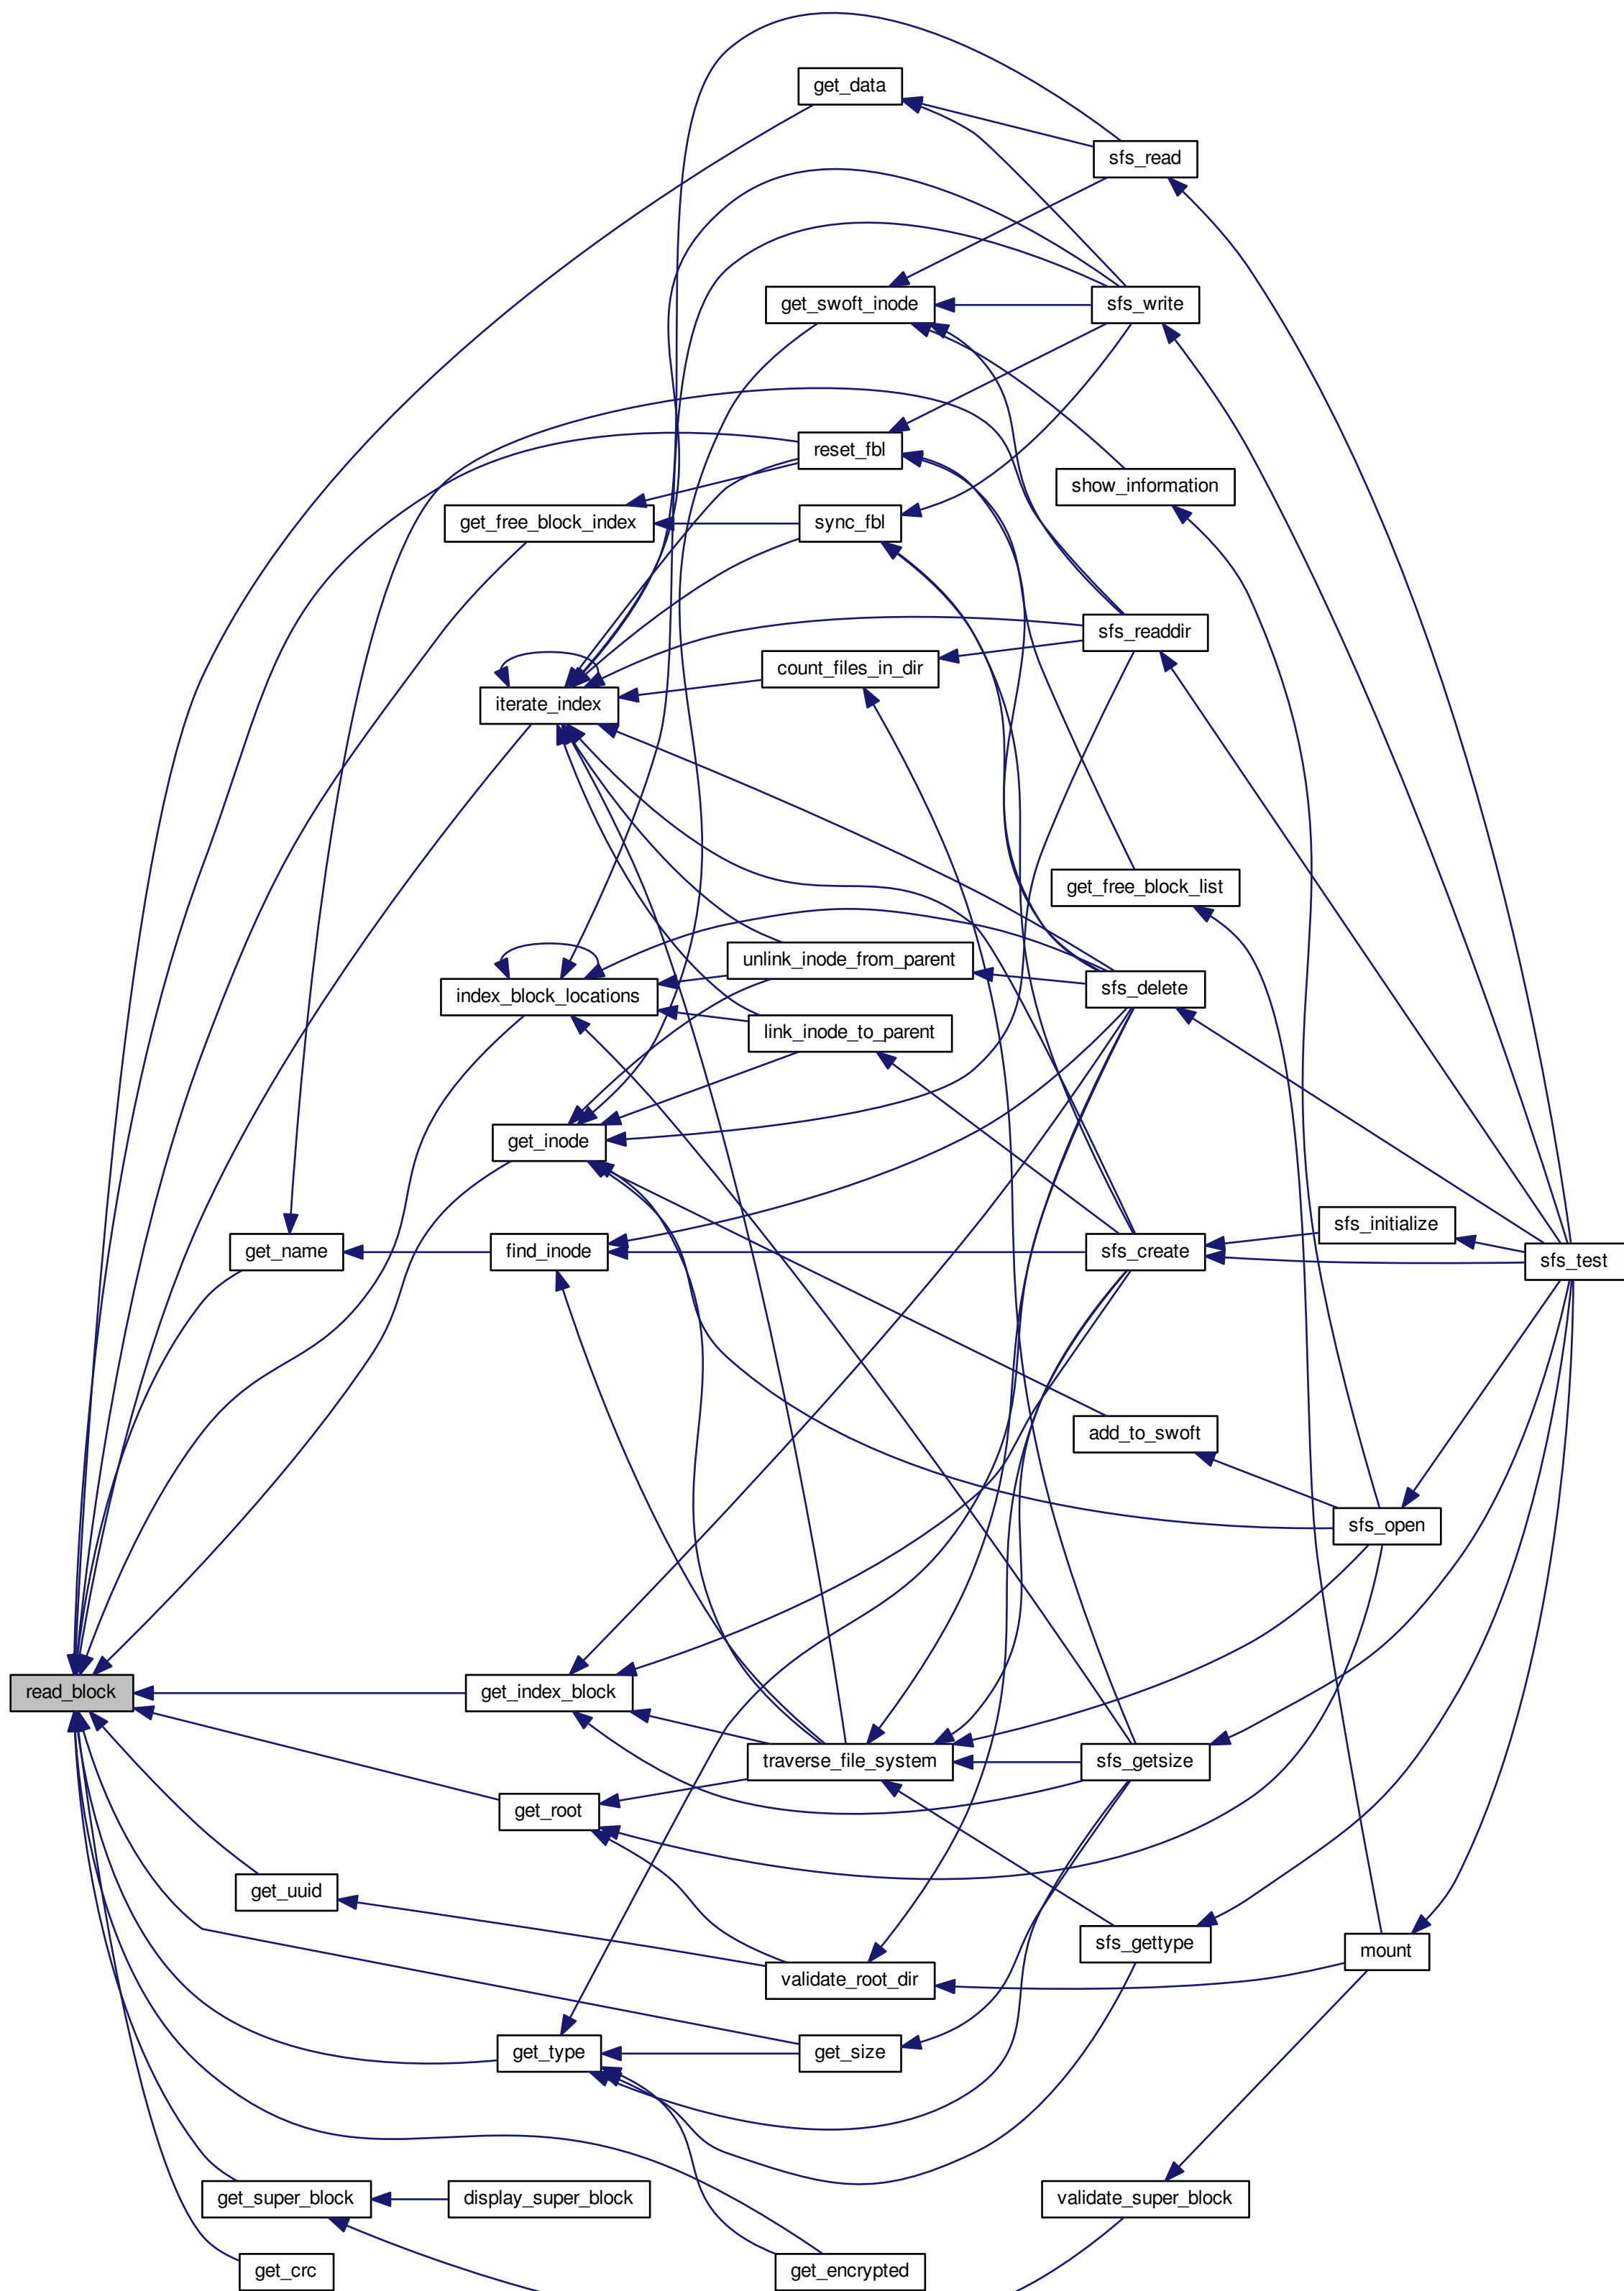 get_data
sfs_read
get_swoft_inode
sfs_write
reset_fbl
show_information
get_free_block_index
sync_fbl
sfs_readdir
count_files_in_dir
iterate_index
get_free_block_list
unlink_inode_from_parent
sfs_delete
index_block_locations
link_inode_to_parent
get_inode
sfs_initialize
get_name
find_inode
sfs_create
sfs_test
add_to_swoft
sfs_open
read_block
get_index_block
traverse_file_system
sfs_getsize
get_root
get_uuid
sfs_gettype
mount
validate_root_dir
get_type
get_size
get_super_block
display_super_block
validate_super_block
get_crc
get_encrypted